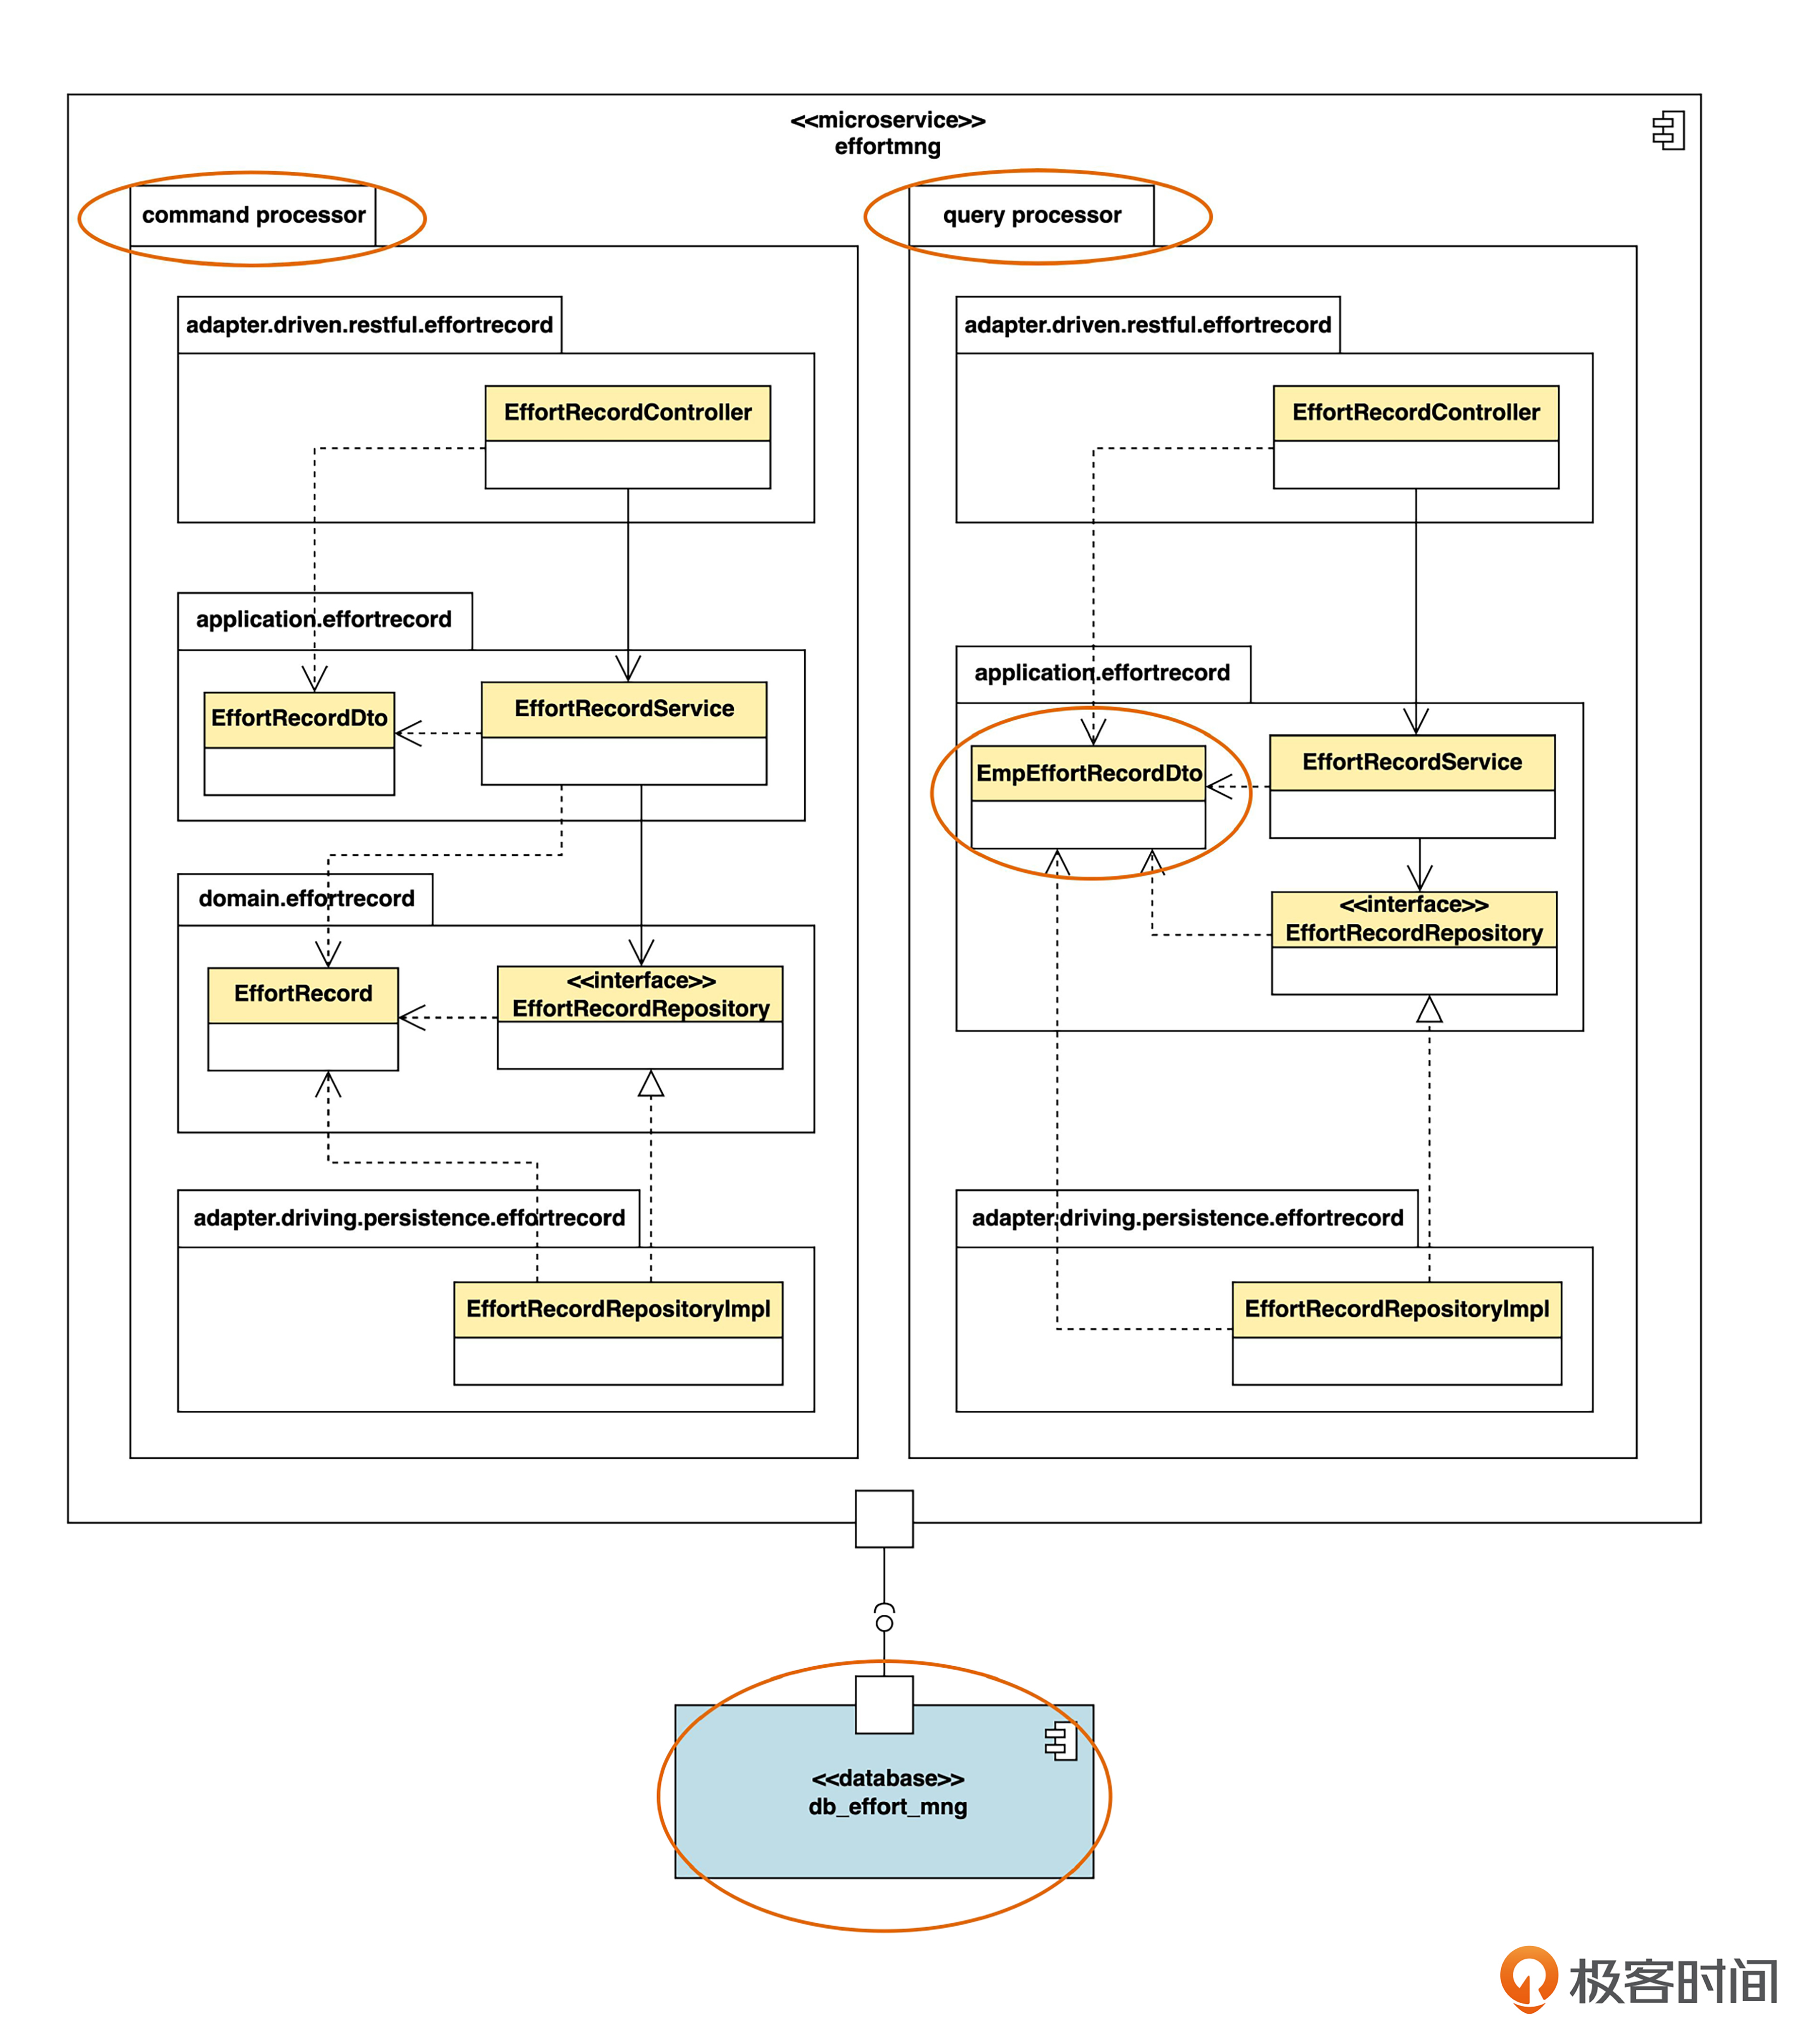 <<microservice>>
effortmng
command processor
adapter.driven.restful.effortrecord
EffortRecordController
application.effortrecord
EffortRecordDto
EffortRecordService
domain.effortrecord
EffortRecord
<<interface>>
EffortRecordRepository
adapter.driving.persistence.effortrecord
EffortRecordRepositoryImpl
query processor
adapter.driven.restful.effortrecord
EffortRecordController
application.effortrecord
EmpEffortRecordDto
EffortRecordService
<<interface>>
EffortRecordRepository
adapter.driving.persistence.effortrecord
EffortRecordRepositoryImpl
<<database>>
db_effort_mng
极客时间